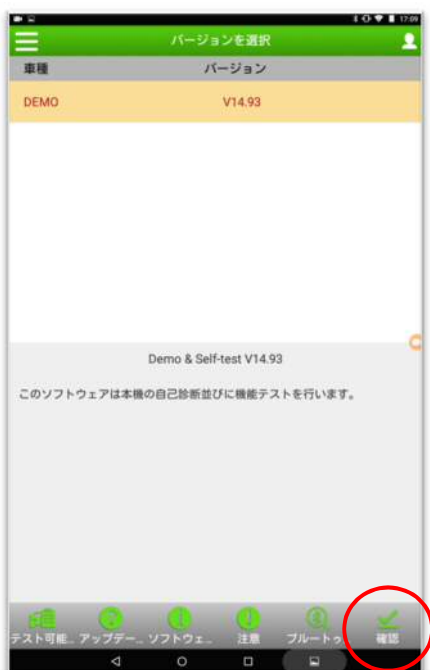 17:09
バージョンを選択
車種 バージョン
DEMO V14.93
Demo & Self-test V14.93
このソフトウェアは本機の自己診断並びに機能テストを行います。
テスト可能... アップデー... ソフトウェ... 注意 ブルートゥ 確認